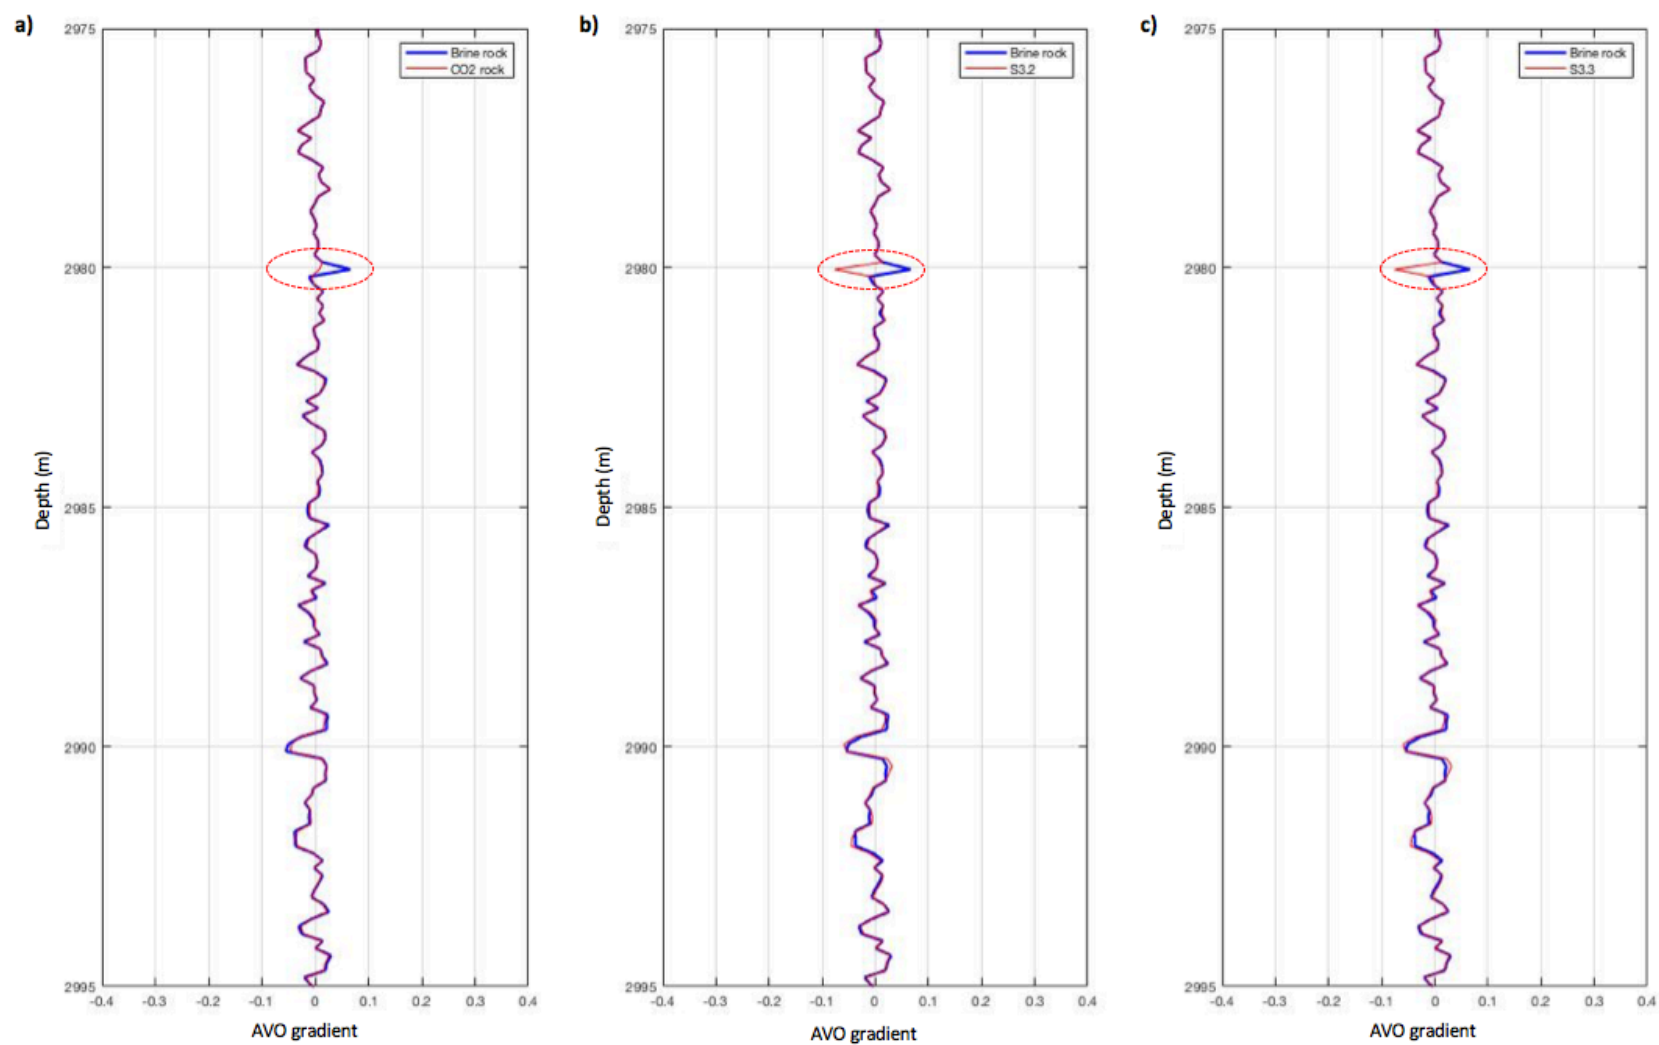 a)
2975
Brine rock
CO2 rock
2980
Depth (m)
2985
2990
2995
-0.4 -0.3 -0.2 -0.1 0 0.1 0.2 0.3 0.4
AVO gradient
b)
2975
Brine rock
S3.2
2980
Depth (m)
2985
2990
2995
-0.4 -0.3 -0.2 -0.1 0 0.1 0.2 0.3 0.4
AVO gradient
c)
2975
Brine rock
S3.3
2980
Depth (m)
2985
2990
2995
-0.4 -0.3 -0.2 -0.1 0 0.1 0.2 0.3 0.4
AVO gradient